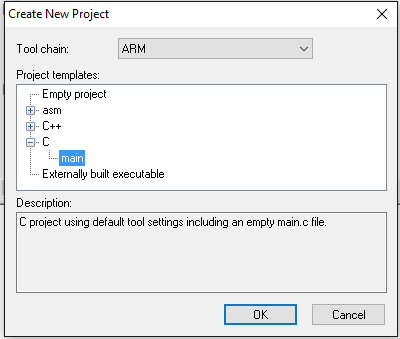 Create New Project
Tool chain: ARM
Project templates:
Empty project
asm
C++
C
main
Externally built executable
Description:
C project using default tool settings including an empty main.c file.
OK Cancel